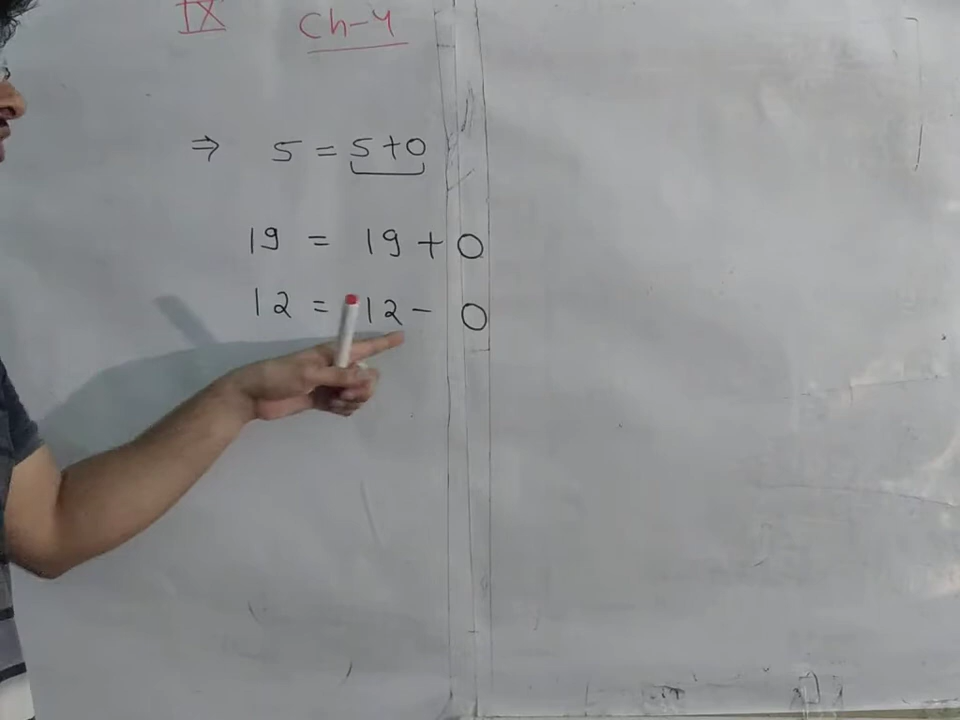 IX Ch-4
⇒ 5 = 5+0
19 = 19 + 0
12 = 12 - 0